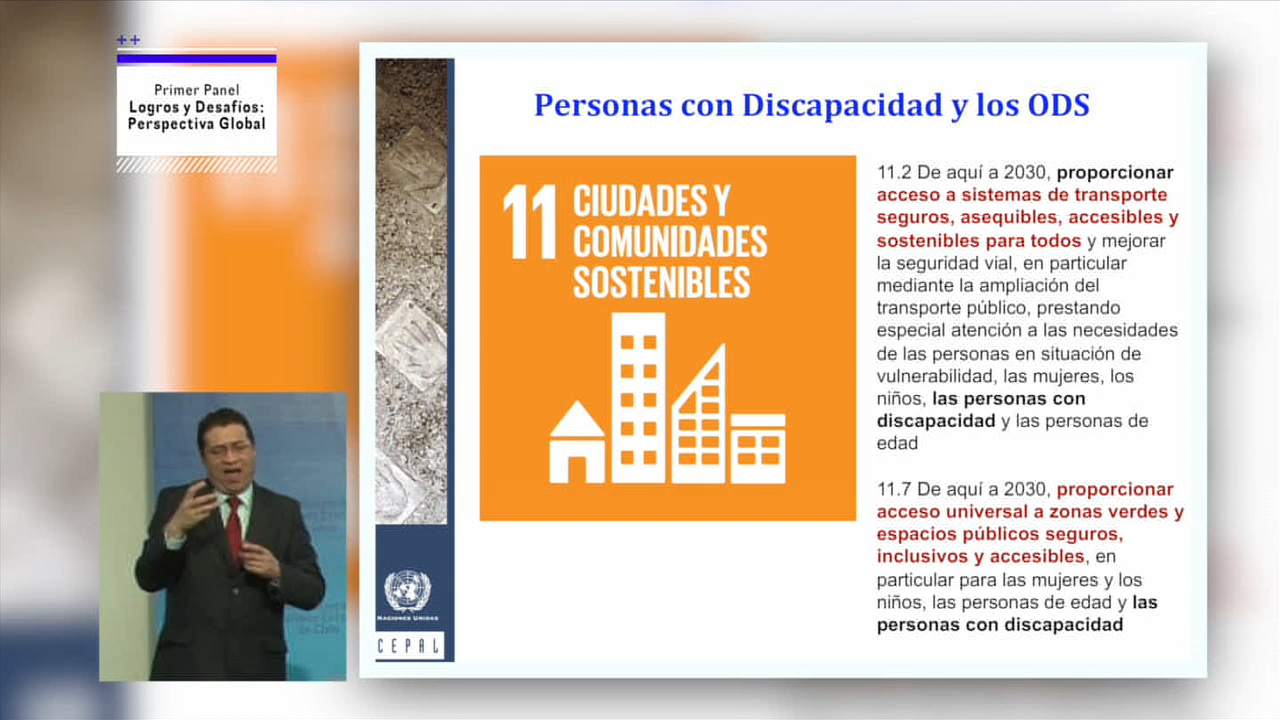 Primer Panel
Logros y Desafíos:
Perspectiva Global
Personas con Discapacidad y los ODS
11 CIUDADES Y
COMUNIDADES
SOSTENIBLES
11.2 De aquí a 2030, proporcionar
acceso a sistemas de transporte
seguros, asequibles, accesibles y
sostenibles para todos y mejorar
la seguridad vial, en particular
mediante la ampliación del
transporte público, prestando
especial atención a las necesidades
de las personas en situación de
vulnerabilidad, las mujeres, los
niños, las personas con
discapacidad y las personas de
edad
11.7 De aquí a 2030, proporcionar
acceso universal a zonas verdes y
espacios públicos seguros,
inclusivos y accesibles, en
particular para las mujeres y los
niños, las personas de edad y las
personas con discapacidad
NACIONES UNIDAS
CEPAL